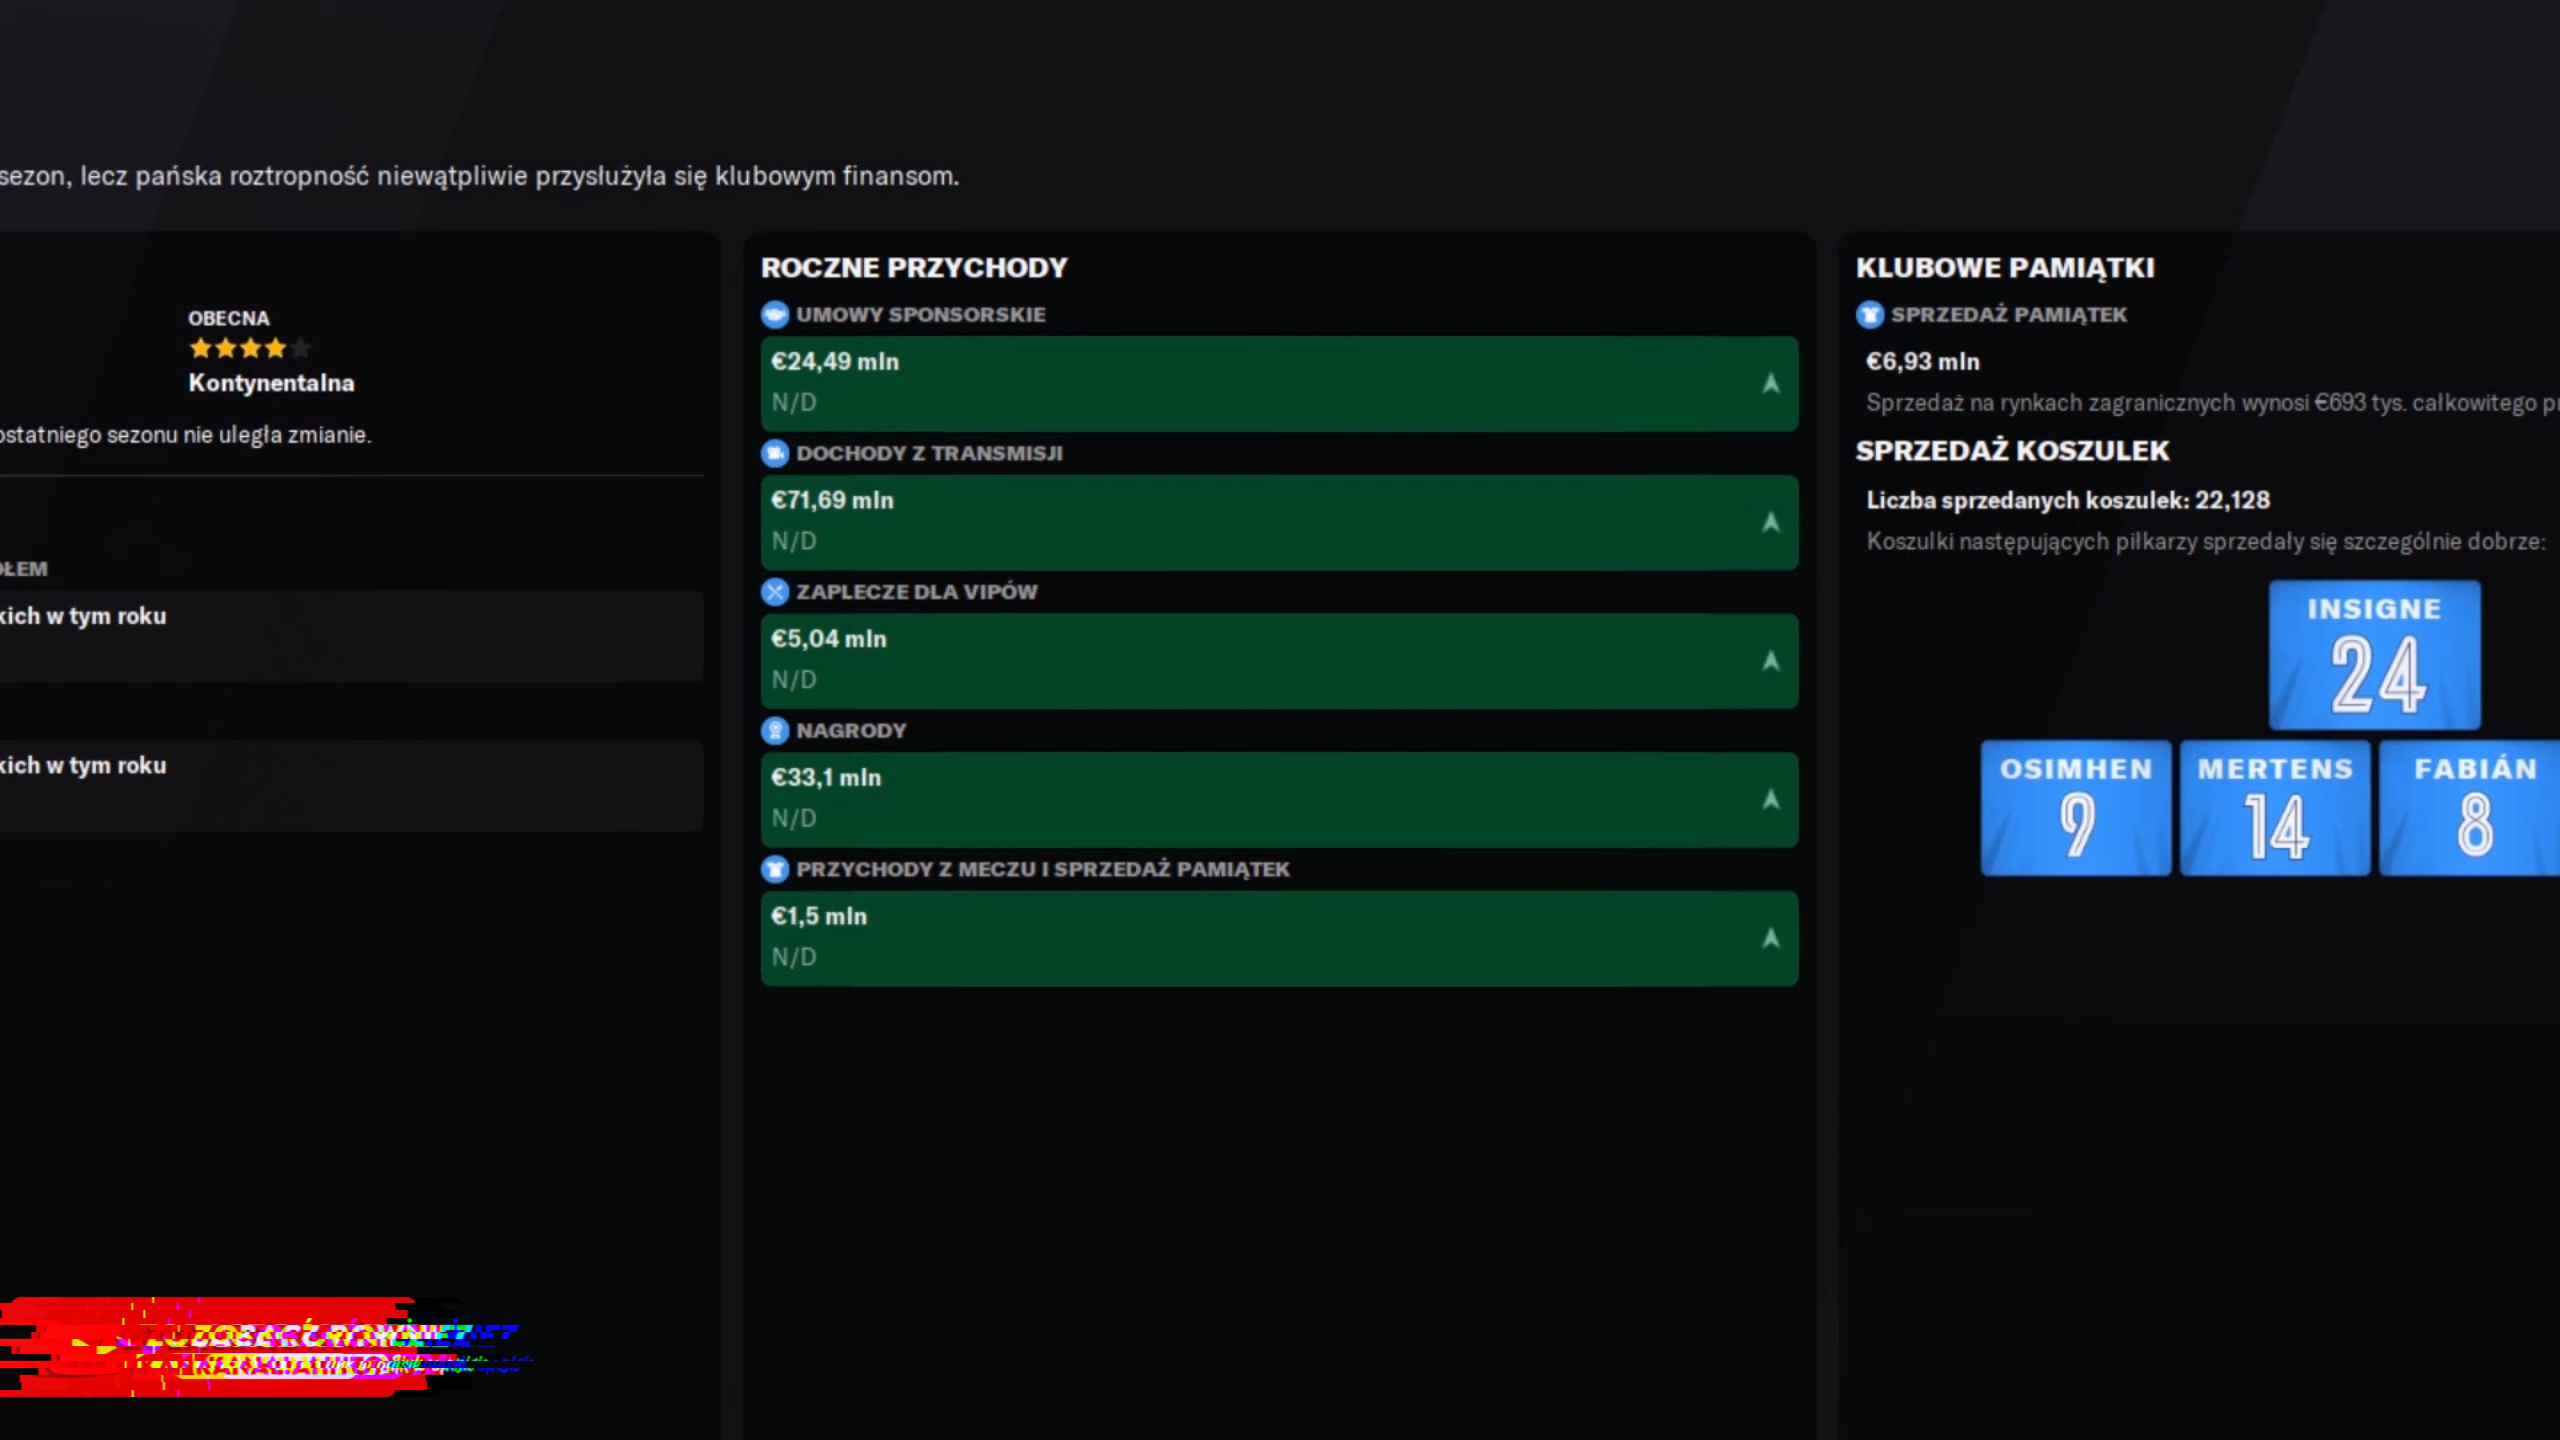 sezon, lecz pańska roztropność niewątpliwie przysłużyła się klubowym finansom.
OBECNA
Kontynentalna
ostatniego sezonu nie uległa zmianie.
kich w tym roku
kich w tym roku
ROCZNE PRZYCHODY
UMOWY SPONSORSKIE
€24,49 mln
N/D
DOCHODY Z TRANSMISJI
€71,69 mln
N/D
ZAPLECZE DLA VIPÓW
€5,04 mln
N/D
NAGRODY
€33,1 mln
N/D
PRZYCHODY Z MECZU I SPRZEDAŻ PAMIĄTEK
€1,5 mln
N/D
KLUBOWE PAMIĄTKI
SPRZEDAŻ PAMIĄTEK
€6,93 mln
Sprzedaż na rynkach zagranicznych wynosi €693 tys. całkowitego
SPRZEDAŻ KOSZULEK
Liczba sprzedanych koszulek: 22,128
Koszulki następujących piłkarzy sprzedały się szczególnie dobrze:
INSIGNE
24
OSIMHEN
9
MERTENS
14
FABIÁN
8